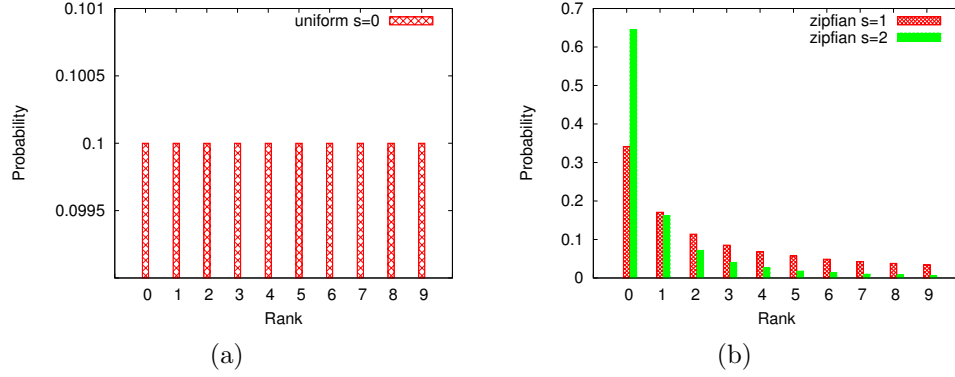 0.101
0.1005
0.1
0.0995
Probability
uniform s=0
0 1 2 3 4 5 6 7 8 9
Rank
(a)
0.7
0.6
0.5
0.4
0.3
0.2
0.1
0
Probability
zipfian s=1
zipfian s=2
0 1 2 3 4 5 6 7 8 9
Rank
(b)